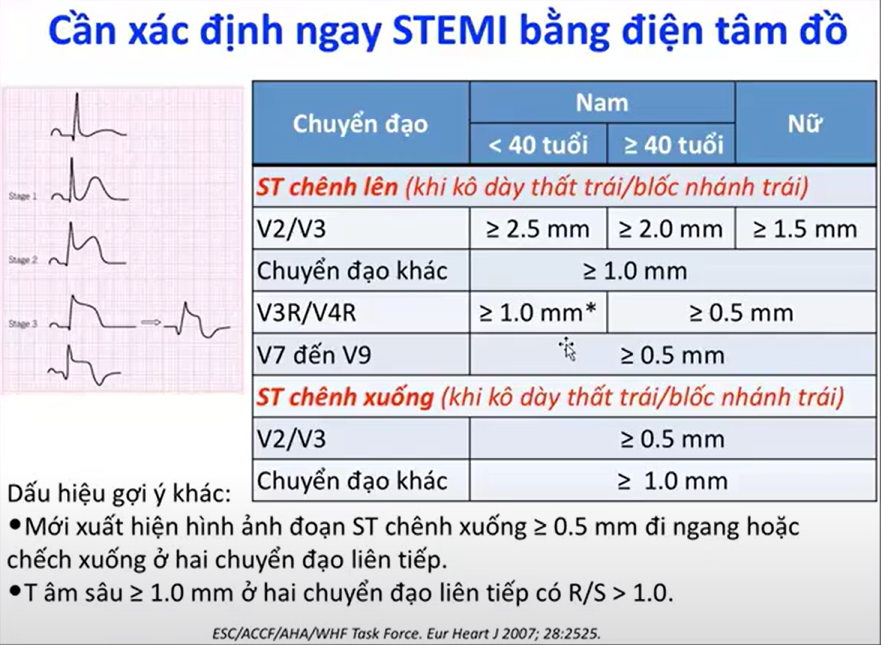 Cần xác định ngay STEMI bằng điện tâm đồ
Stage 1
Stage 2
Stage 3
Chuyển đạo
Nam
Nữ
< 40 tuổi
≥ 40 tuổi
ST chênh lên (khi kô dày thất trái/blốc nhánh trái)
V2/V3 ≥ 2.5 mm ≥ 2.0 mm ≥ 1.5 mm
Chuyển đạo khác ≥ 1.0 mm
V3R/V4R ≥ 1.0 mm* ≥ 0.5 mm
V7 đến V9 ≥ 0.5 mm
ST chênh xuống (khi kô dày thất trái/blốc nhánh trái)
V2/V3 ≥ 0.5 mm
Chuyển đạo khác ≥ 1.0 mm
Dấu hiệu gợi ý khác:
•Mới xuất hiện hình ảnh đoạn ST chênh xuống ≥ 0.5 mm đi ngang hoặc
chếch xuống ở hai chuyển đạo liên tiếp.
•T âm sâu ≥ 1.0 mm ở hai chuyển đạo liên tiếp có R/S > 1.0.
ESC/ACCF/AHA/WHF Task Force. Eur Heart J 2007; 28:2525.